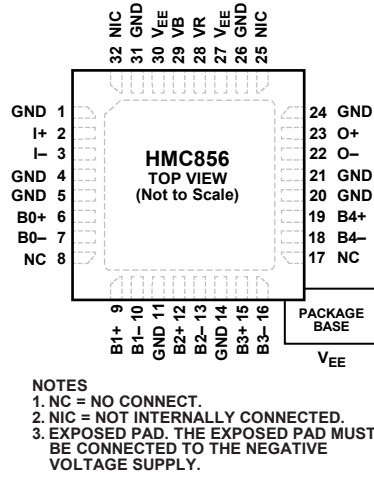 32 NIC
31 GND
30 VEE
29 VB
28 VR
27 VEE
26 GND
25 NIC
GND 1
I+ 2
I– 3
GND 4
GND 5
B0+ 6
B0– 7
NC 8
HMC856
TOP VIEW
(Not to Scale)
24 GND
23 O+
22 O–
21 GND
20 GND
19 B4+
18 B4–
17 NC
B1+ 9
B1– 10
GND 11
B2+ 12
B2– 13
GND 14
B3+ 15
B3– 16
PACKAGE
BASE
VEE
NOTES
1. NC = NO CONNECT.
2. NIC = NOT INTERNALLY CONNECTED.
3. EXPOSED PAD. THE EXPOSED PAD MUST
BE CONNECTED TO THE NEGATIVE
VOLTAGE SUPPLY.